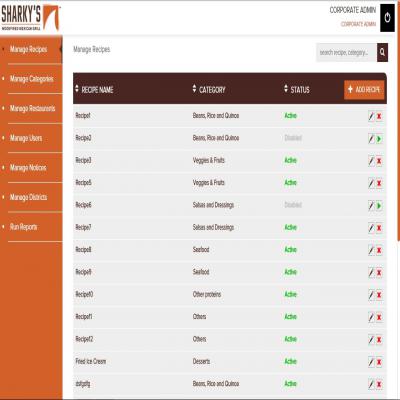 SHARKY'S
WOODFIRED MEXICAN GRILL
CORPORATE ADMIN
CORPORATE ADMIN
Manage Recipes
Manage Categories
Manage Restaurants
Manage Users
Manage Notices
Manage Districts
Run Reports
Manage Recipes
search recipe, category...
RECIPE NAME CATEGORY STATUS + ADD RECIPE
Recipe1 Beans, Rice and Quinoa Active
Recipe2 Beans, Rice and Quinoa Disabled
Recipe3 Veggies & Fruits Active
Recipe5 Veggies & Fruits Active
Recipe6 Salsas and Dressings Disabled
Recipe7 Salsas and Dressings Active
Recipe8 Seafood Active
Recipe9 Seafood Active
Recipe10 Other proteins Active
Recipe11 Others Active
Recipe12 Others Active
Fried Ice Cream Desserts Active
dsfgdfg Beans, Rice and Quinoa Active